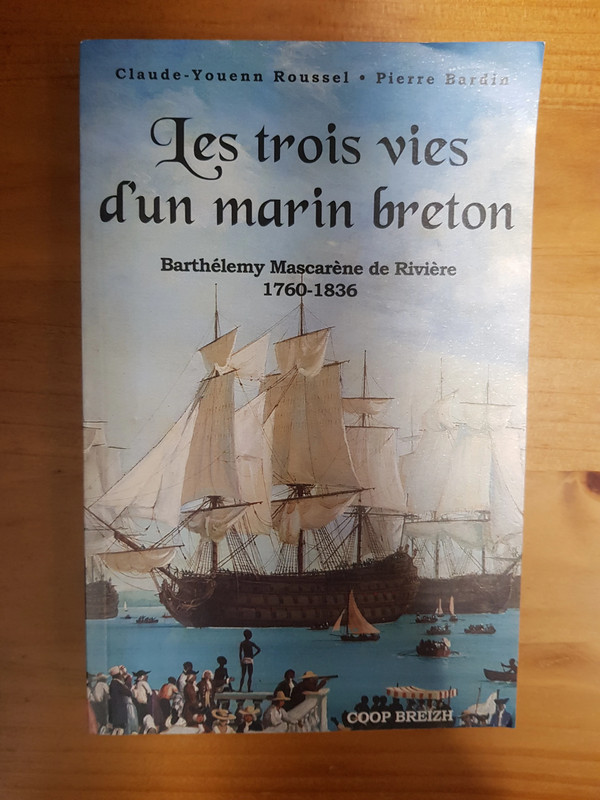 Claude-Youenn Roussel • Pierre Bardin
Les trois vies
d'un marin breton
Barthélemy Mascarène de Rivière
1760-1836
COOP BREIZH